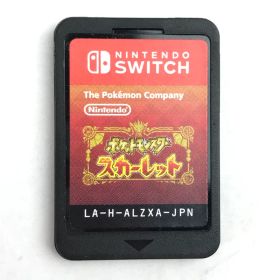 NINTENDO
SWITCH
The Pokémon Company
Nintendo
ポケットモンスター
スカーレット
LA-H-ALZXA-JPN